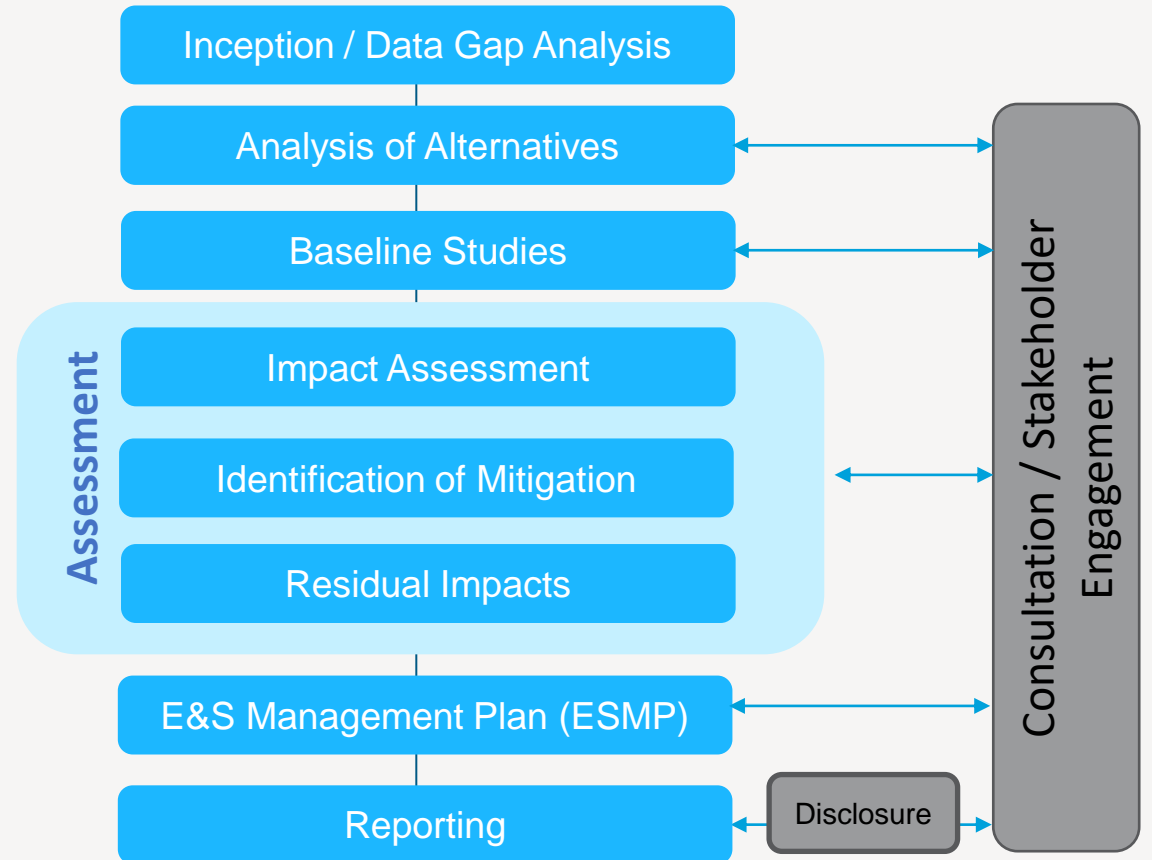 Inception / Data Gap Analysis
Analysis of Alternatives
Baseline Studies
Assessment
Impact Assessment
Identification of Mitigation
Residual Impacts
E&S Management Plan (ESMP)
Reporting
Disclosure
Consultation / Stakeholder
Engagement